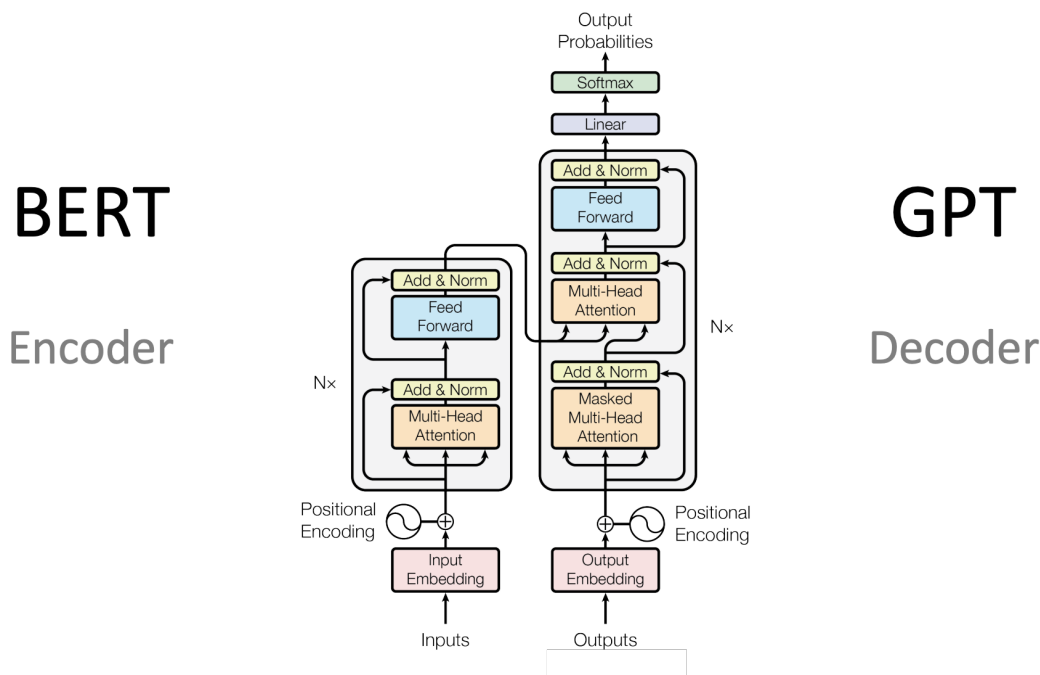 Output
Probabilities
Softmax
Linear
Add & Norm
Feed
Forward
Add & Norm
Multi-Head
Attention
Add & Norm
Masked
Multi-Head
Attention
Nx
Positional
Encoding
Output
Embedding
Outputs
BERT
Encoder
Add & Norm
Feed
Forward
Nx
Add & Norm
Multi-Head
Attention
Positional
Encoding
Input
Embedding
Inputs
GPT
Decoder